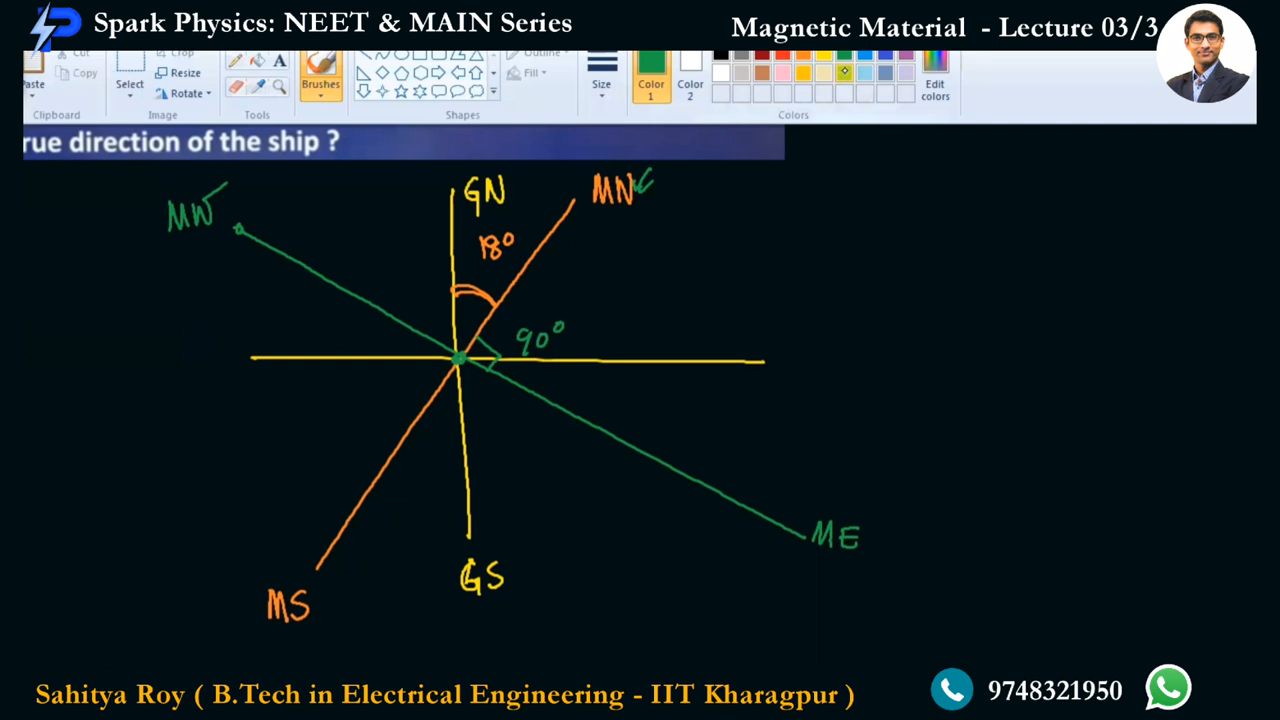 Spark Physics: NEET & MAIN Series
Magnetic Material - Lecture 03/3
Paste
Cut
Copy
Clipboard
Select
Crop
Resize
Rotate
Image
A
Tools
Brushes
Outline
Fill
Shapes
Size
Color 1
Color 2
Edit colors
Colors
rue direction of the ship ?
MW
GN
MN
18°
90°
ME
GS
MS
Sahitya Roy ( B.Tech in Electrical Engineering - IIT Kharagpur )
9748321950